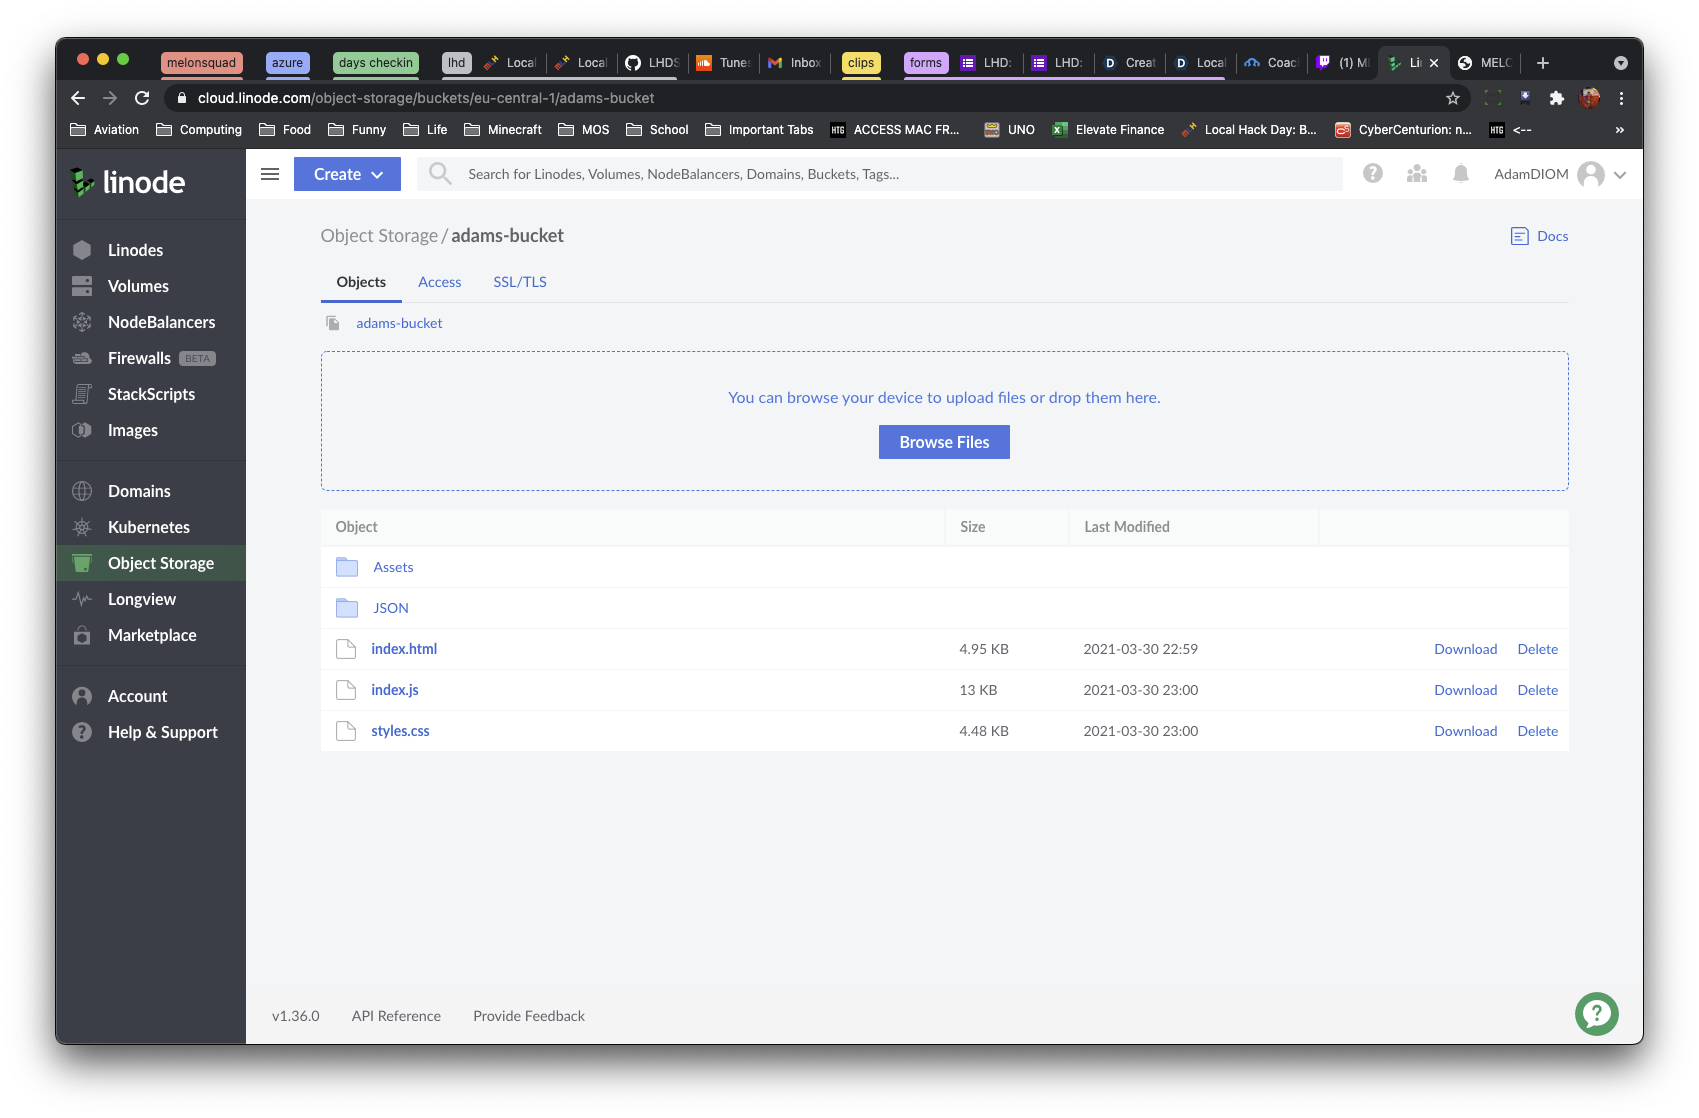 melonsquad azure days checkin lhd Local Local LHDS Tunes Inbox clips forms LHD: LHD: Creat Local Coac (1) M Li MELC
cloud.linode.com/object-storage/buckets/eu-central-1/adams-bucket
Aviation Computing Food Funny Life Minecraft MOS School Important Tabs HTG ACCESS MAC FR... UNO Elevate Finance Local Hack Day: B... CyberCenturion: n... HTG <-- »
linode
Create
Search for Linodes, Volumes, NodeBalancers, Domains, Buckets, Tags...
AdamDIOM
Linodes
Volumes
NodeBalancers
Firewalls BETA
StackScripts
Images
Domains
Kubernetes
Object Storage
Longview
Marketplace
Account
Help & Support
Object Storage / adams-bucket
Docs
Objects Access SSL/TLS
adams-bucket
You can browse your device to upload files or drop them here.
Browse Files
Object Size Last Modified
Assets
JSON
index.html 4.95 KB 2021-03-30 22:59 Download Delete
index.js 13 KB 2021-03-30 23:00 Download Delete
styles.css 4.48 KB 2021-03-30 23:00 Download Delete
v1.36.0 API Reference Provide Feedback